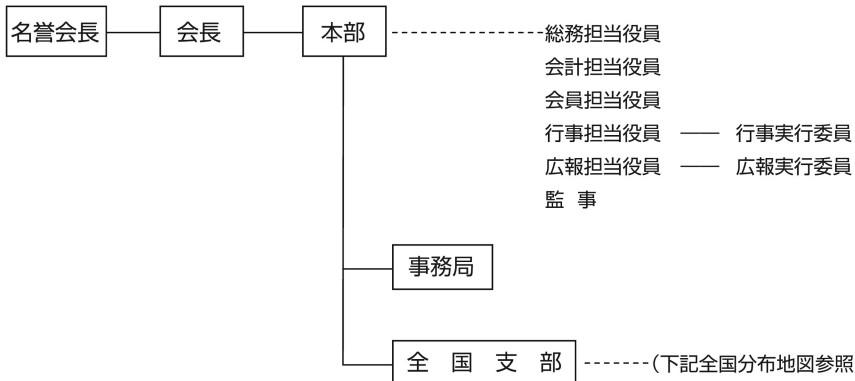 名誉会長 会長 本部 総務担当役員
会計担当役員
会員担当役員
行事担当役員 行事実行委員
広報担当役員 広報実行委員
監 事
事務局
全 国 支 部 (下記全国分布地図参照